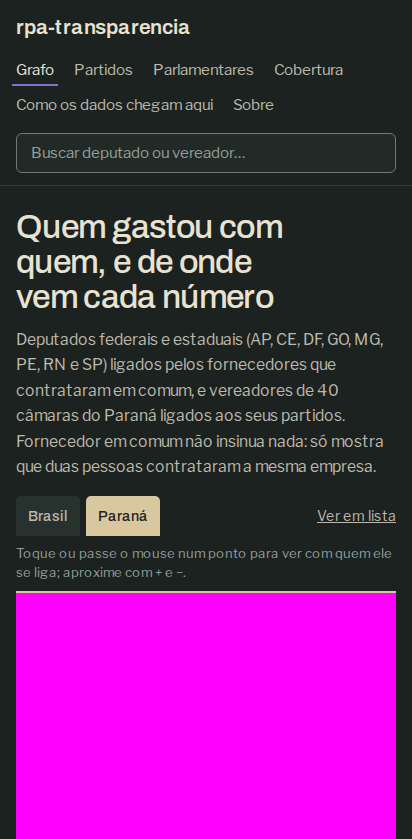 rpa-transparencia
Grafo Partidos Parlamentares Cobertura
Como os dados chegam aqui Sobre
Buscar deputado ou vereador...
Quem gastou com
quem, e de onde
vem cada número
Deputados federais e estaduais (AP, CE, DF, GO, MG,
PE, RN e SP) ligados pelos fornecedores que
contrataram em comum, e vereadores de 40
câmaras do Paraná ligados aos seus partidos.
Fornecedor em comum não insinua nada: só mostra
que duas pessoas contrataram a mesma empresa.
Brasil Paraná Ver em lista
Toque ou passe o mouse num ponto para ver com quem ele
se liga; aproxime com + e −.